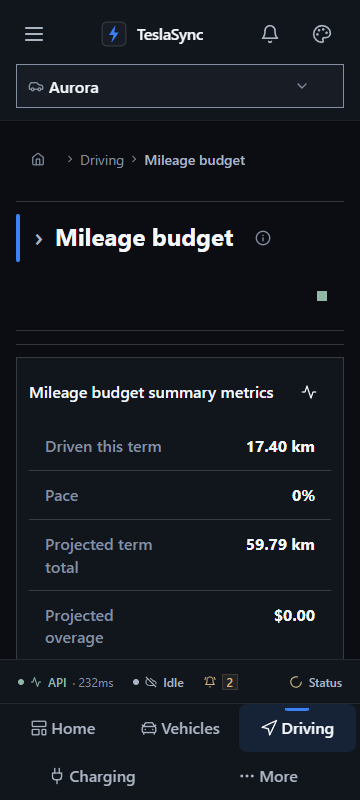 TeslaSync
Aurora
Driving
Mileage budget
Mileage budget
Mileage budget summary metrics
Driven this term 17.40 km
Pace 0%
Projected term total 59.79 km
Projected overage $0.00
API · 232ms Idle 2 Status
Home Vehicles Driving
Charging More